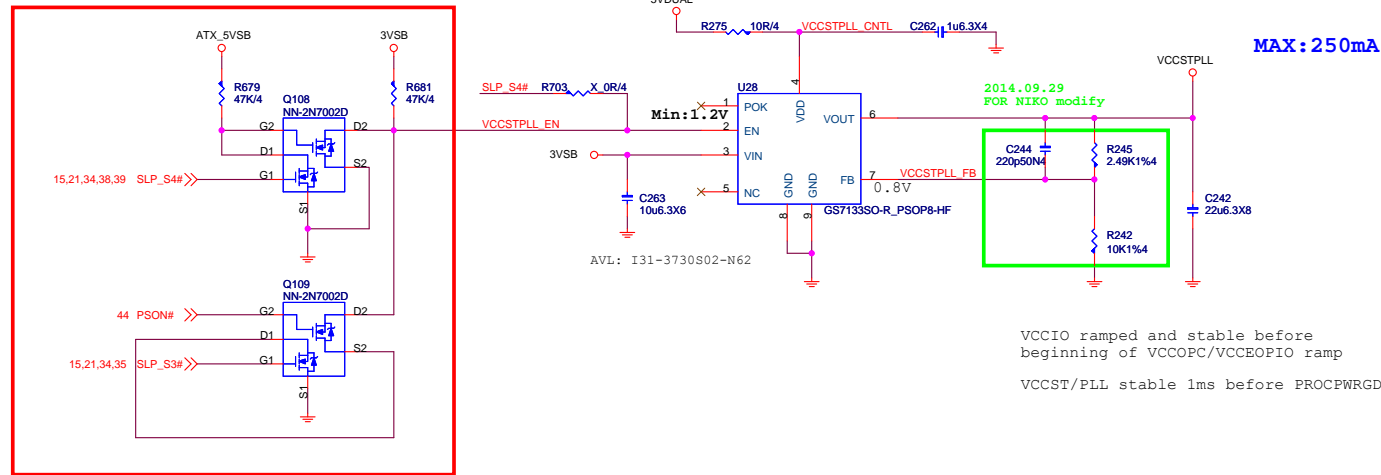 5VDUAL
R275 10R/4 VCCSTPLL_CNTL C262 1u6.3X4
MAX:250mA
ATX_5VSB 3VSB
VCCSTPLL
R679
47K/4
R681
47K/4
Q108
NN-2N7002D
SLP_S4# R703 X_0R/4
U28
2014.09.29
FOR NIKO modify
Min:1.2V
VCCSTPLL_EN
1 POK
2 EN
3 VIN
5 NC
4 VDD
VOUT 6
FB 7
GND 8
GND 9
GS7133SO-R_PSOP8-HF
3VSB
G2 D2
D1 S2
G1
S1
15,21,34,38,39 SLP_S4#
C263
10u6.3X6
VCCSTPLL_FB
0.8V
C244
220p50N4
R245
2.49K1%4
R242
10K1%4
C242
22u6.3X8
AVL: I31-3730S02-N62
Q109
NN-2N7002D
44 PSON#
G2 D2
D1 S2
15,21,34,35 SLP_S3#
G1
S1
VCCIO ramped and stable before
beginning of VCCOPC/VCCEOPIO ramp
VCCST/PLL stable 1ms before PROCPWRGD